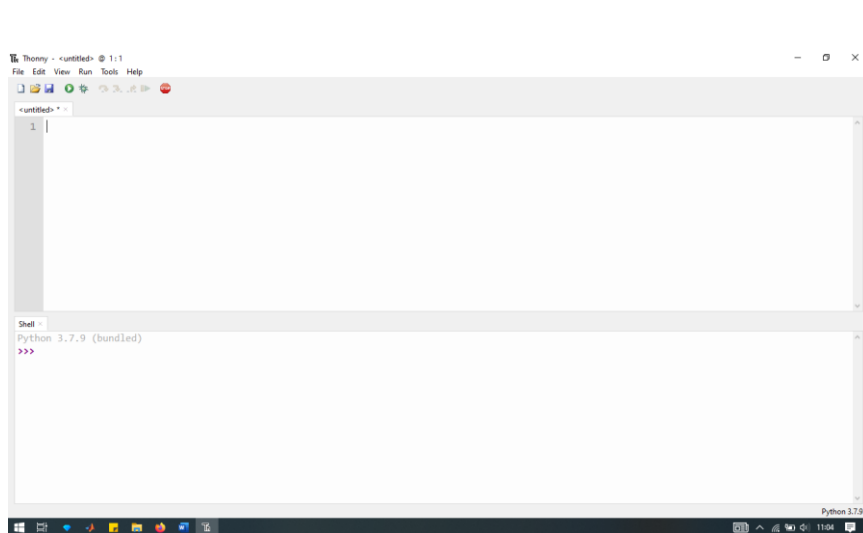 Thonny - <untitled> @ 1:1
File Edit View Run Tools Help
STOP
<untitled> * ×
1
Shell ×
Python 3.7.9 (bundled)
>>>
Python 3.7.9
11:04